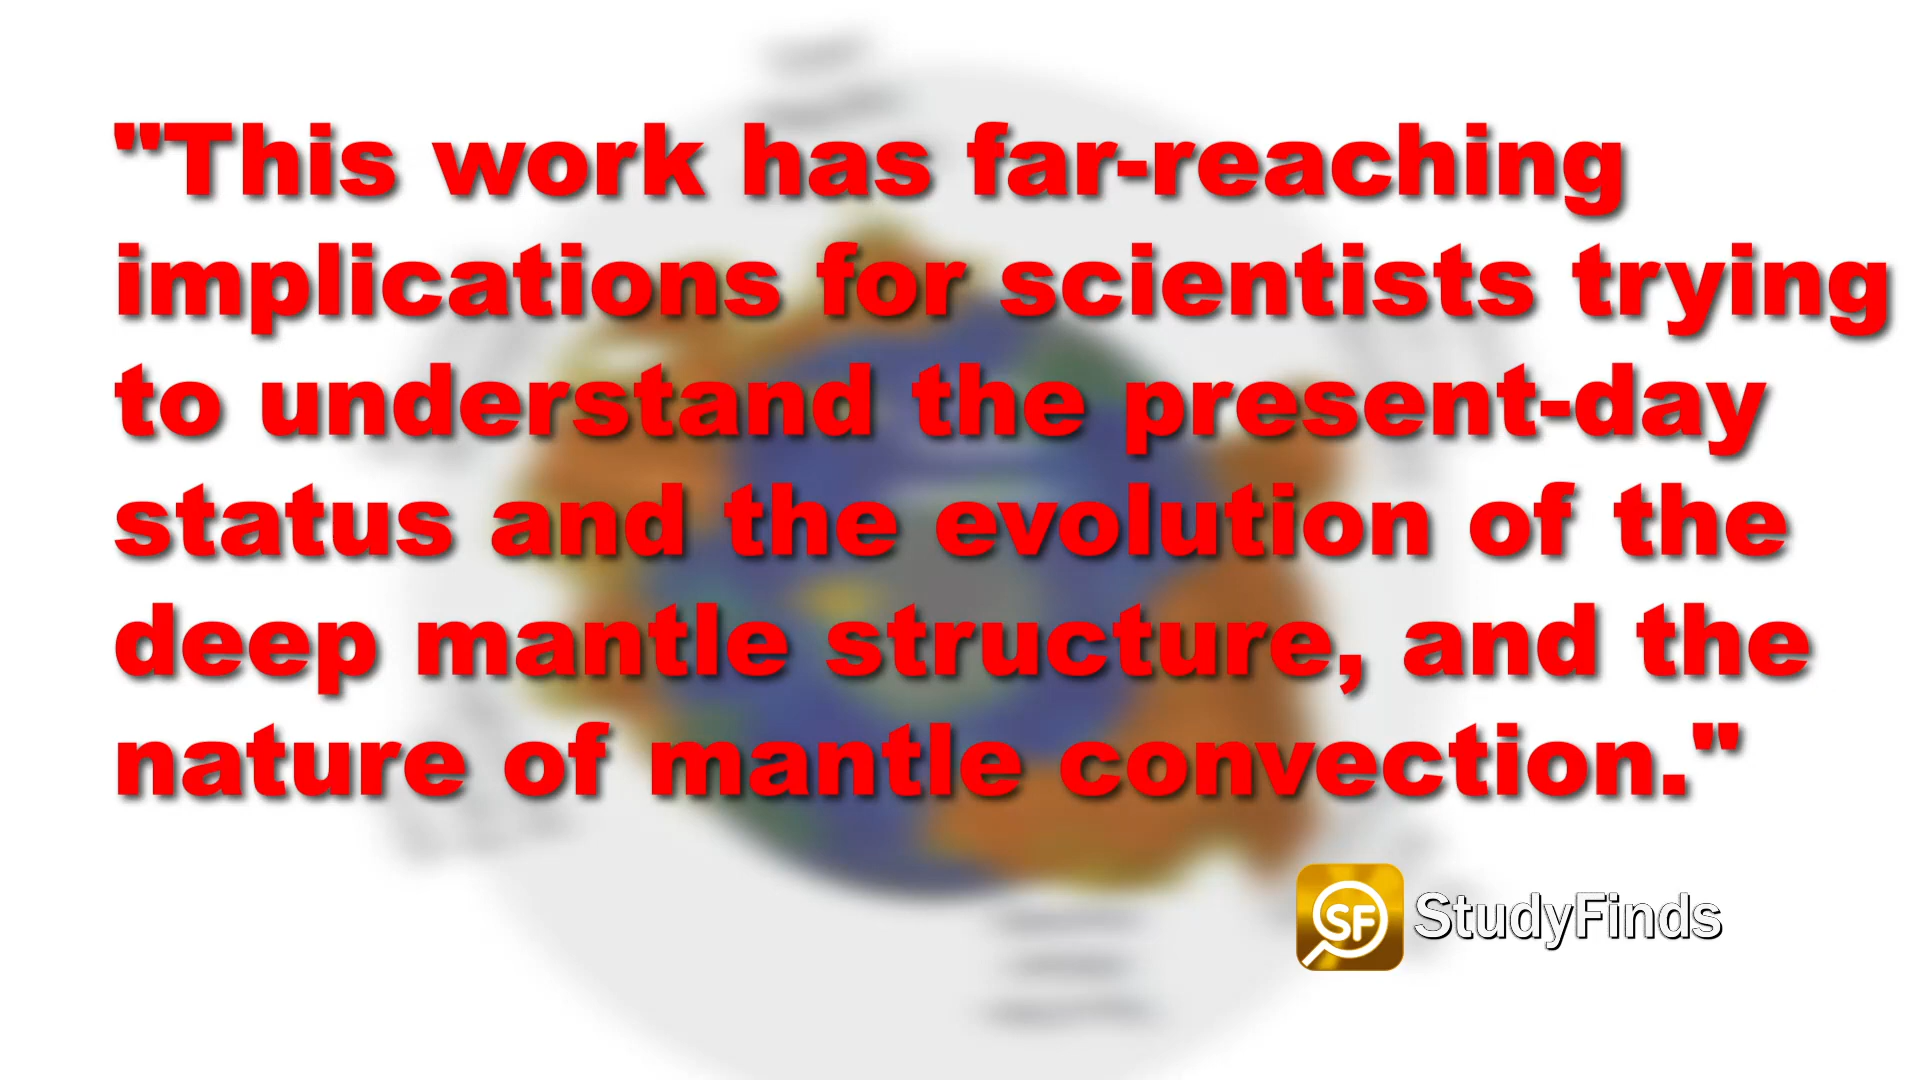 "This work has far-reaching
implications for scientists trying
to understand the present-day
status and the evolution of the
deep mantle structure, and the
nature of mantle convection."
SF StudyFinds